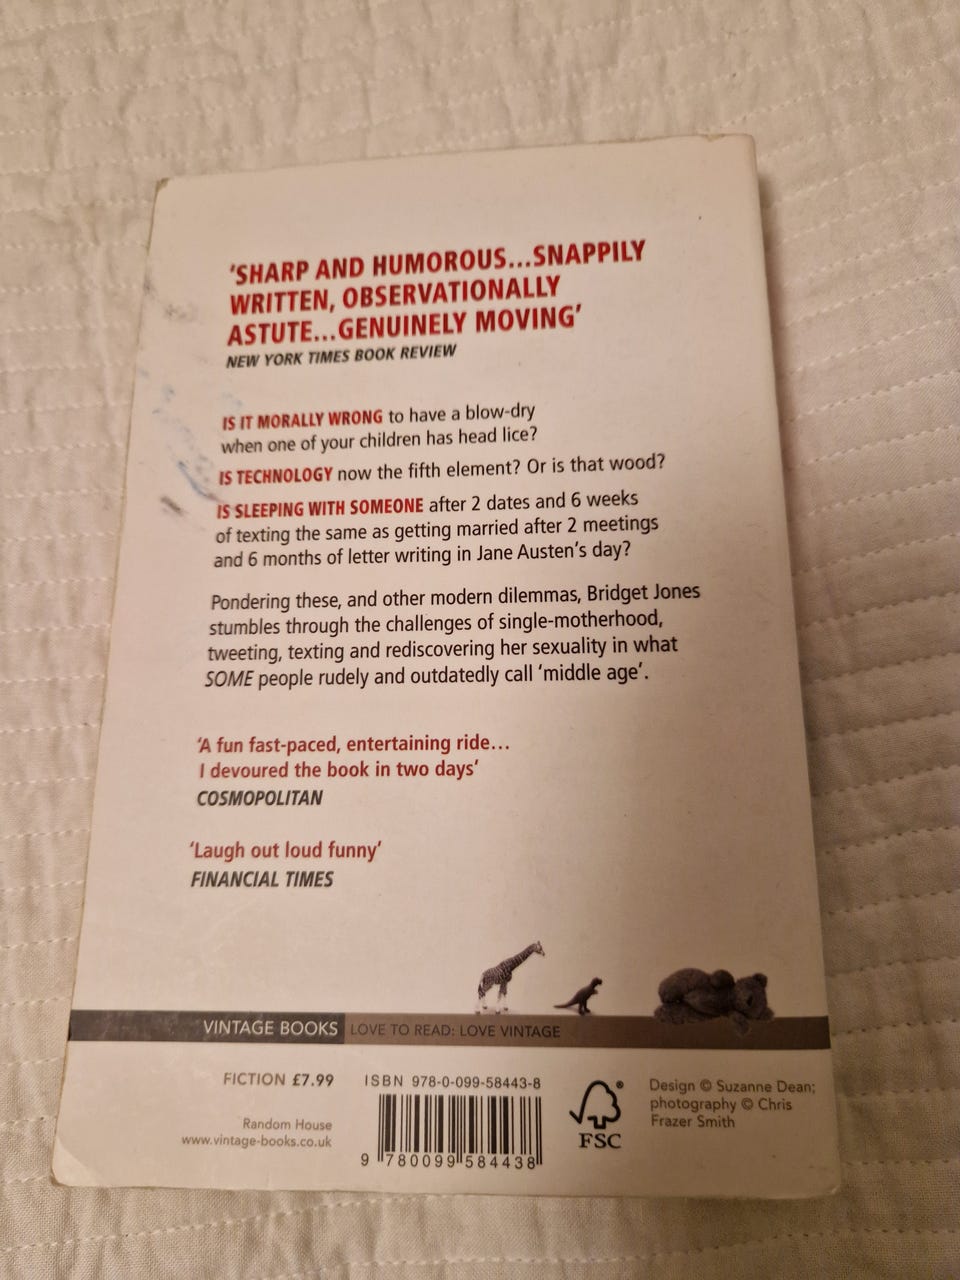 ‘SHARP AND HUMOROUS...SNAPPILY
WRITTEN, OBSERVATIONALLY
ASTUTE...GENUINELY MOVING’
NEW YORK TIMES BOOK REVIEW
IS IT MORALLY WRONG to have a blow-dry
when one of your children has head lice?
IS TECHNOLOGY now the fifth element? Or is that wood?
IS SLEEPING WITH SOMEONE after 2 dates and 6 weeks
of texting the same as getting married after 2 meetings
and 6 months of letter writing in Jane Austen’s day?
Pondering these, and other modern dilemmas, Bridget Jones
stumbles through the challenges of single-motherhood,
tweeting, texting and rediscovering her sexuality in what
SOME people rudely and outdatedly call ‘middle age’.
‘A fun fast-paced, entertaining ride...
I devoured the book in two days’
COSMOPOLITAN
‘Laugh out loud funny’
FINANCIAL TIMES
VINTAGE BOOKS LOVE TO READ: LOVE VINTAGE
FICTION £7.99
Random House
www.vintage-books.co.uk
ISBN 978-0-099-58443-8
9 780099 584438
®
FSC
Design © Suzanne Dean;
photography © Chris
Frazer Smith